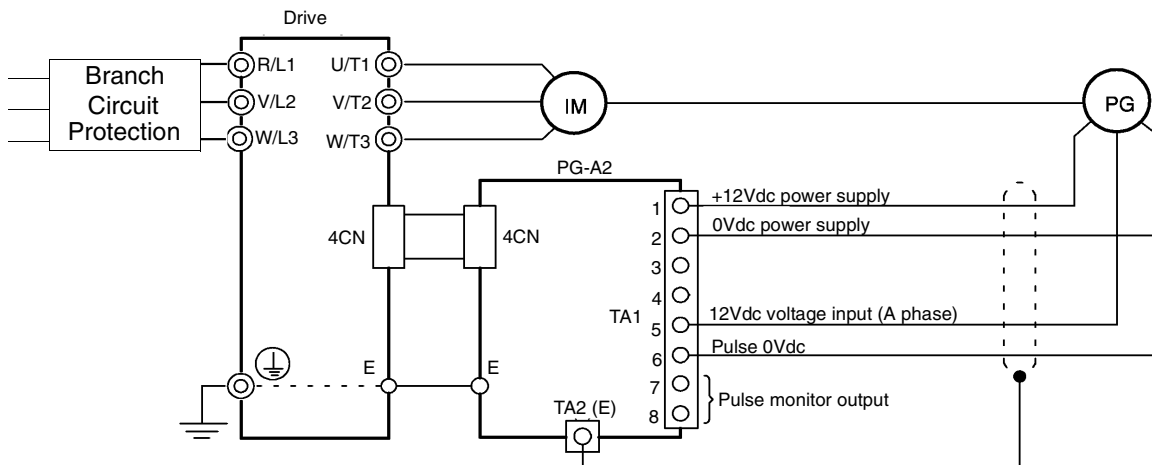 Drive
Branch
Circuit
Protection
R/L1
V/L2
W/L3
U/T1
V/T2
W/T3
IM
PG
PG-A2
4CN
4CN
E
E
TA1
1
2
3
4
5
6
7
8
+12Vdc power supply
0Vdc power supply
12Vdc voltage input (A phase)
Pulse 0Vdc
Pulse monitor output
TA2 (E)